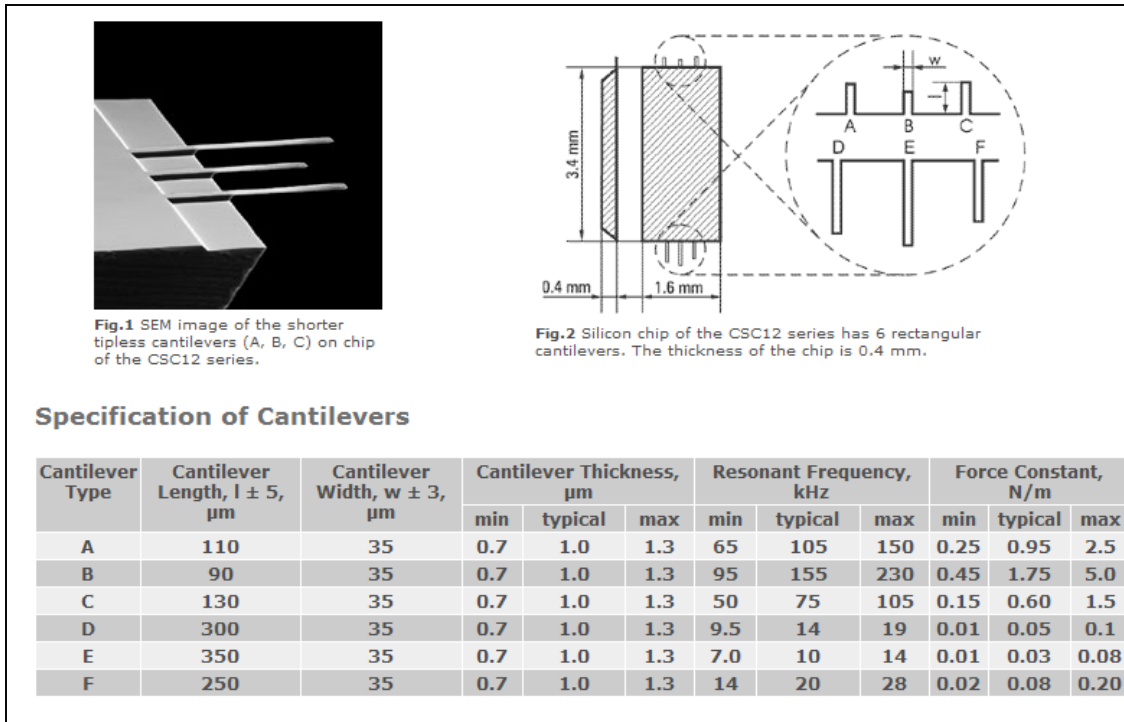 w
l
A B C
D E F
3.4 mm
0.4 mm 1.6 mm
Fig.1 SEM image of the shorter
tipless cantilevers (A, B, C) on chip
of the CSC12 series.
Fig.2 Silicon chip of the CSC12 series has 6 rectangular
cantilevers. The thickness of the chip is 0.4 mm.
Specification of Cantilevers
Cantilever Type Cantilever Length, l ± 5, µm Cantilever Width, w ± 3, µm Cantilever Thickness, µm Resonant Frequency, kHz Force Constant, N/m
min typical max min typical max min typical max
A 110 35 0.7 1.0 1.3 65 105 150 0.25 0.95 2.5
B 90 35 0.7 1.0 1.3 95 155 230 0.45 1.75 5.0
C 130 35 0.7 1.0 1.3 50 75 105 0.15 0.60 1.5
D 300 35 0.7 1.0 1.3 9.5 14 19 0.01 0.05 0.1
E 350 35 0.7 1.0 1.3 7.0 10 14 0.01 0.03 0.08
F 250 35 0.7 1.0 1.3 14 20 28 0.02 0.08 0.20